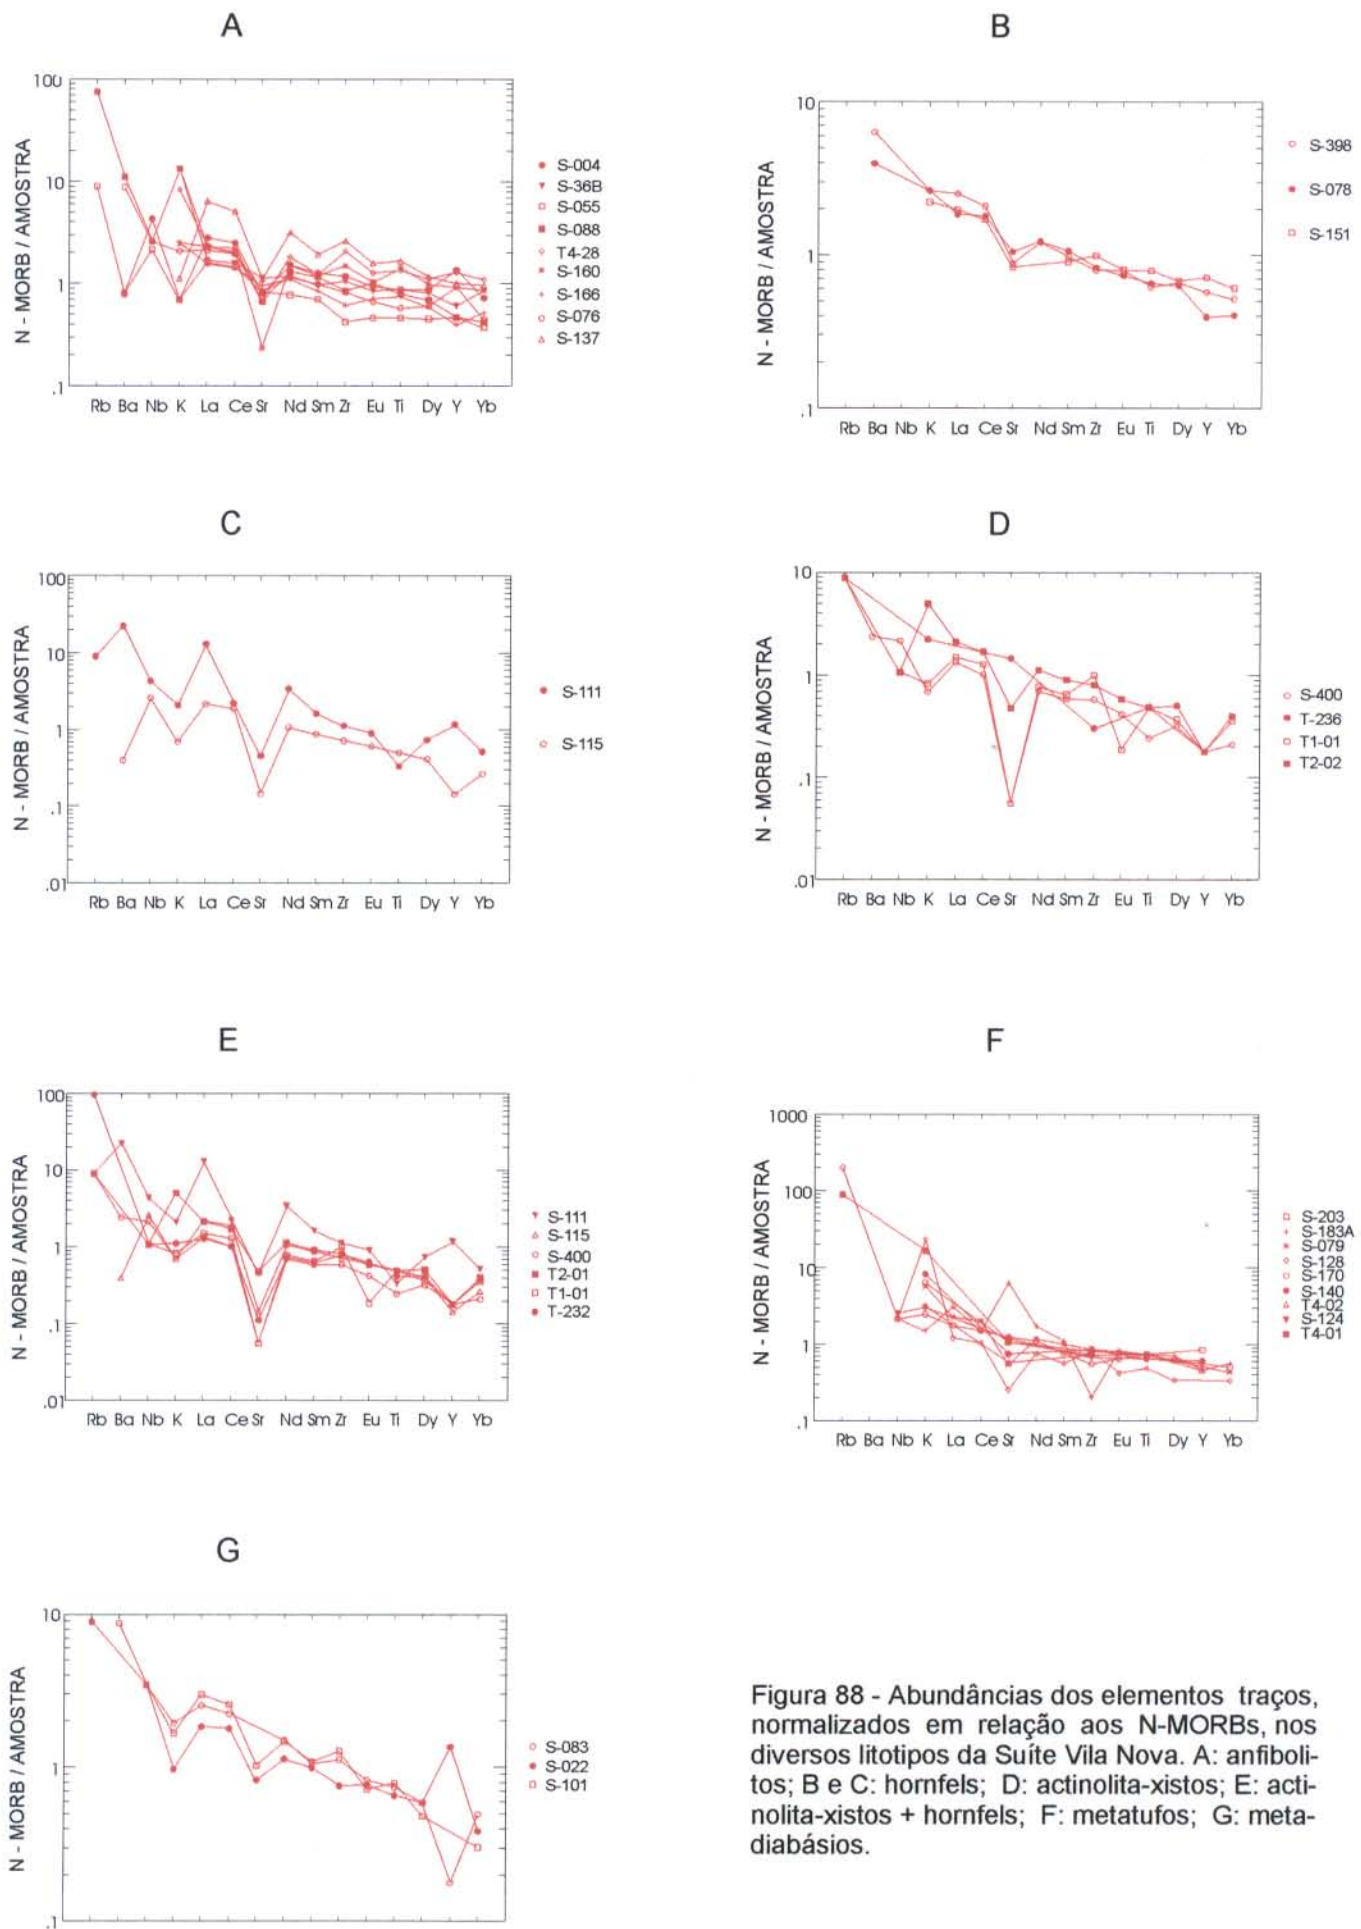 A
N - MORB / AMOSTRA
100
10
1
.1
Rb Ba Nb K La Ce Sr Nd Sm Zr Eu Ti Dy Y Yb
S-004
S-36B
S-055
S-088
T4-28
S-160
S-166
S-076
S-137
B
N - MORB / AMOSTRA
10
1
.1
Rb Ba Nb K La Ce Sr Nd Sm Zr Eu Ti Dy Y Yb
S-398
S-078
S-151
C
N - MORB / AMOSTRA
100
10
1
.1
.01
Rb Ba Nb K La Ce Sr Nd Sm Zr Eu Ti Dy Y Yb
S-111
S-115
D
N - MORB / AMOSTRA
10
1
.1
.01
Rb Ba Nb K La Ce Sr Nd Sm Zr Eu Ti Dy Y Yb
S-400
T-236
T1-01
T2-02
E
N - MORB / AMOSTRA
100
10
1
.1
.01
Rb Ba Nb K La Ce Sr Nd Sm Zr Eu Ti Dy Y Yb
S-111
S-115
S-400
T2-01
T1-01
T-232
F
N - MORB / AMOSTRA
1000
100
10
1
.1
Rb Ba Nb K La Ce Sr Nd Sm Zr Eu Ti Dy Y Yb
S-203
S-183A
S-079
S-128
S-170
S-140
T4-02
S-124
T4-01
G
N - MORB / AMOSTRA
10
1
.1
S-083
S-022
S-101
Figura 88 - Abundâncias dos elementos traços,
normalizados em relação aos N-MORBs, nos
diversos litotipos da Suíte Vila Nova. A: anfiboli-
tos; B e C: hornfels; D: actinolita-xistos; E: acti-
nolita-xistos + hornfels; F: metatufos; G: meta-
diabásios.